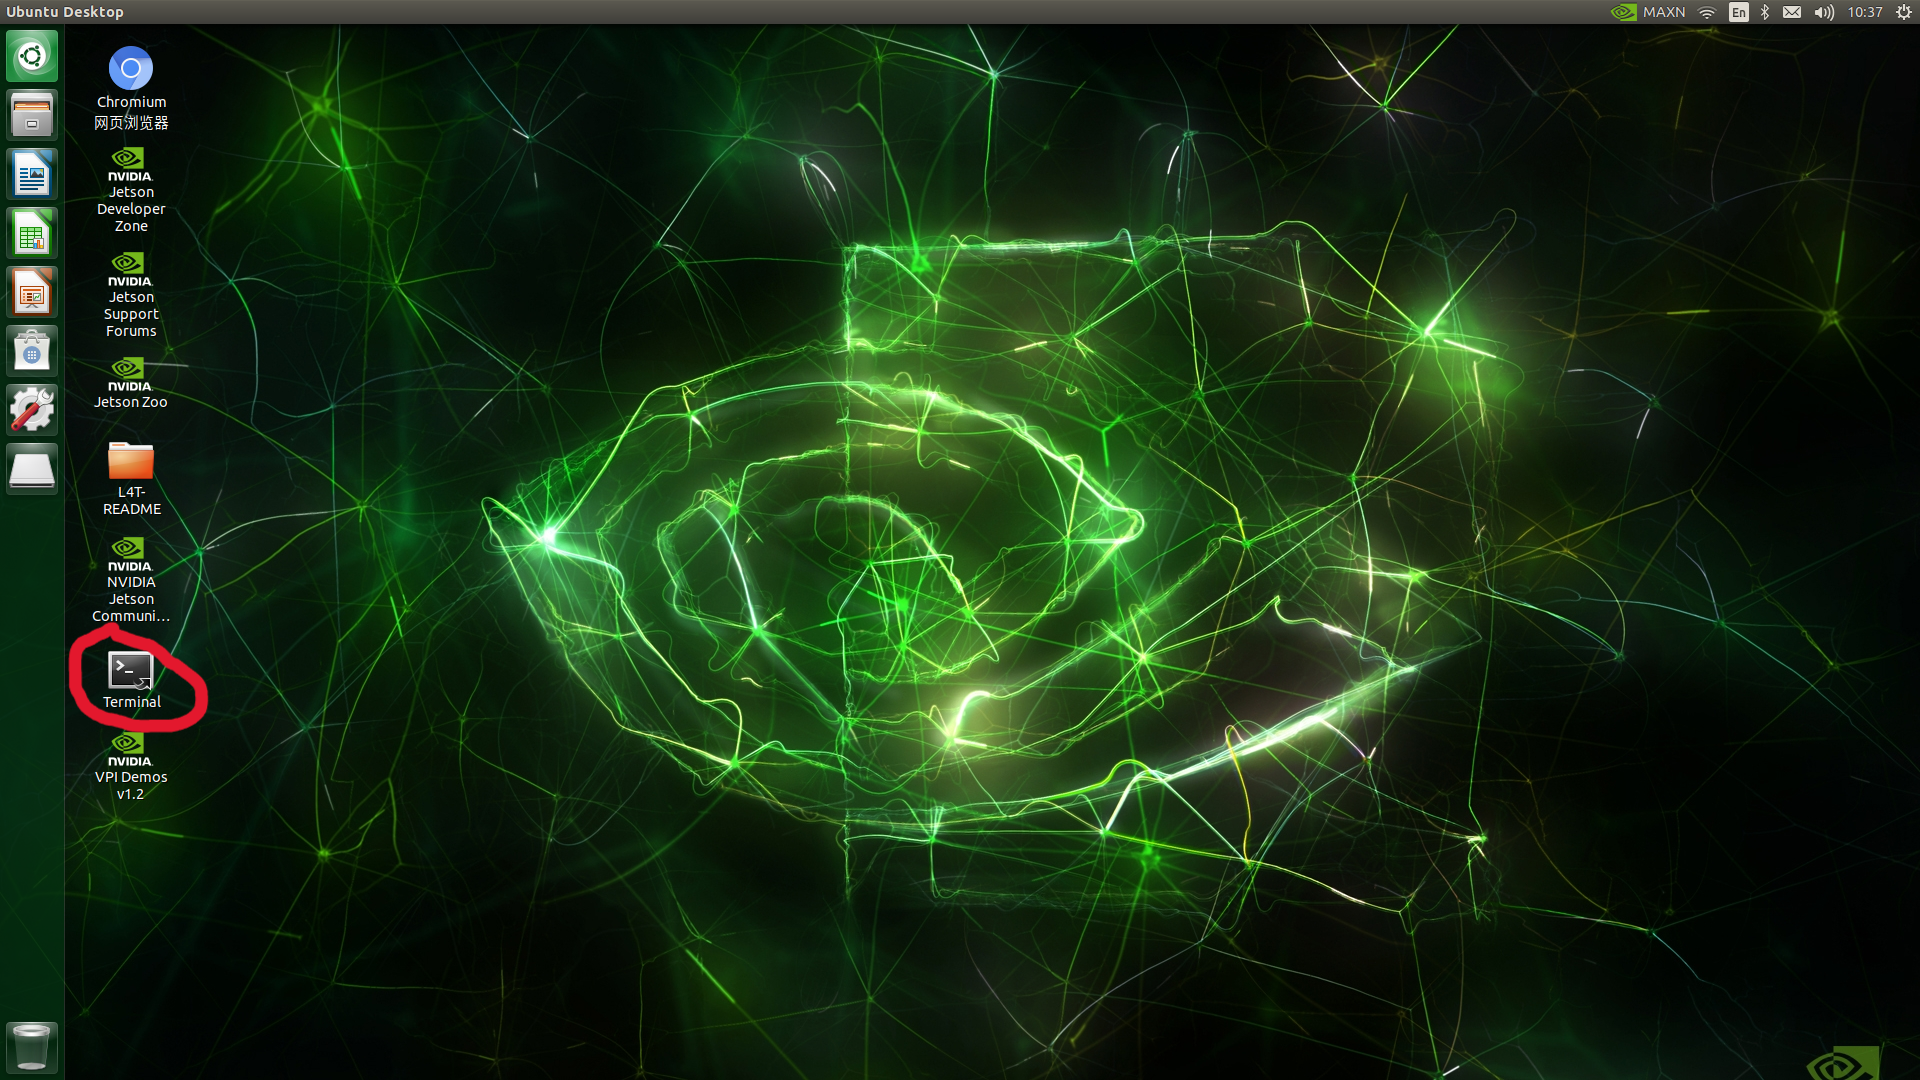 Ubuntu Desktop
MAXN
En
10:37
Chromium
网页浏览器
NVIDIA.
Jetson
Developer
Zone
NVIDIA.
Jetson
Support
Forums
NVIDIA.
Jetson Zoo
L4T-
README
NVIDIA.
NVIDIA
Jetson
Communi...
>_
Terminal
NVIDIA.
VPI Demos
v1.2